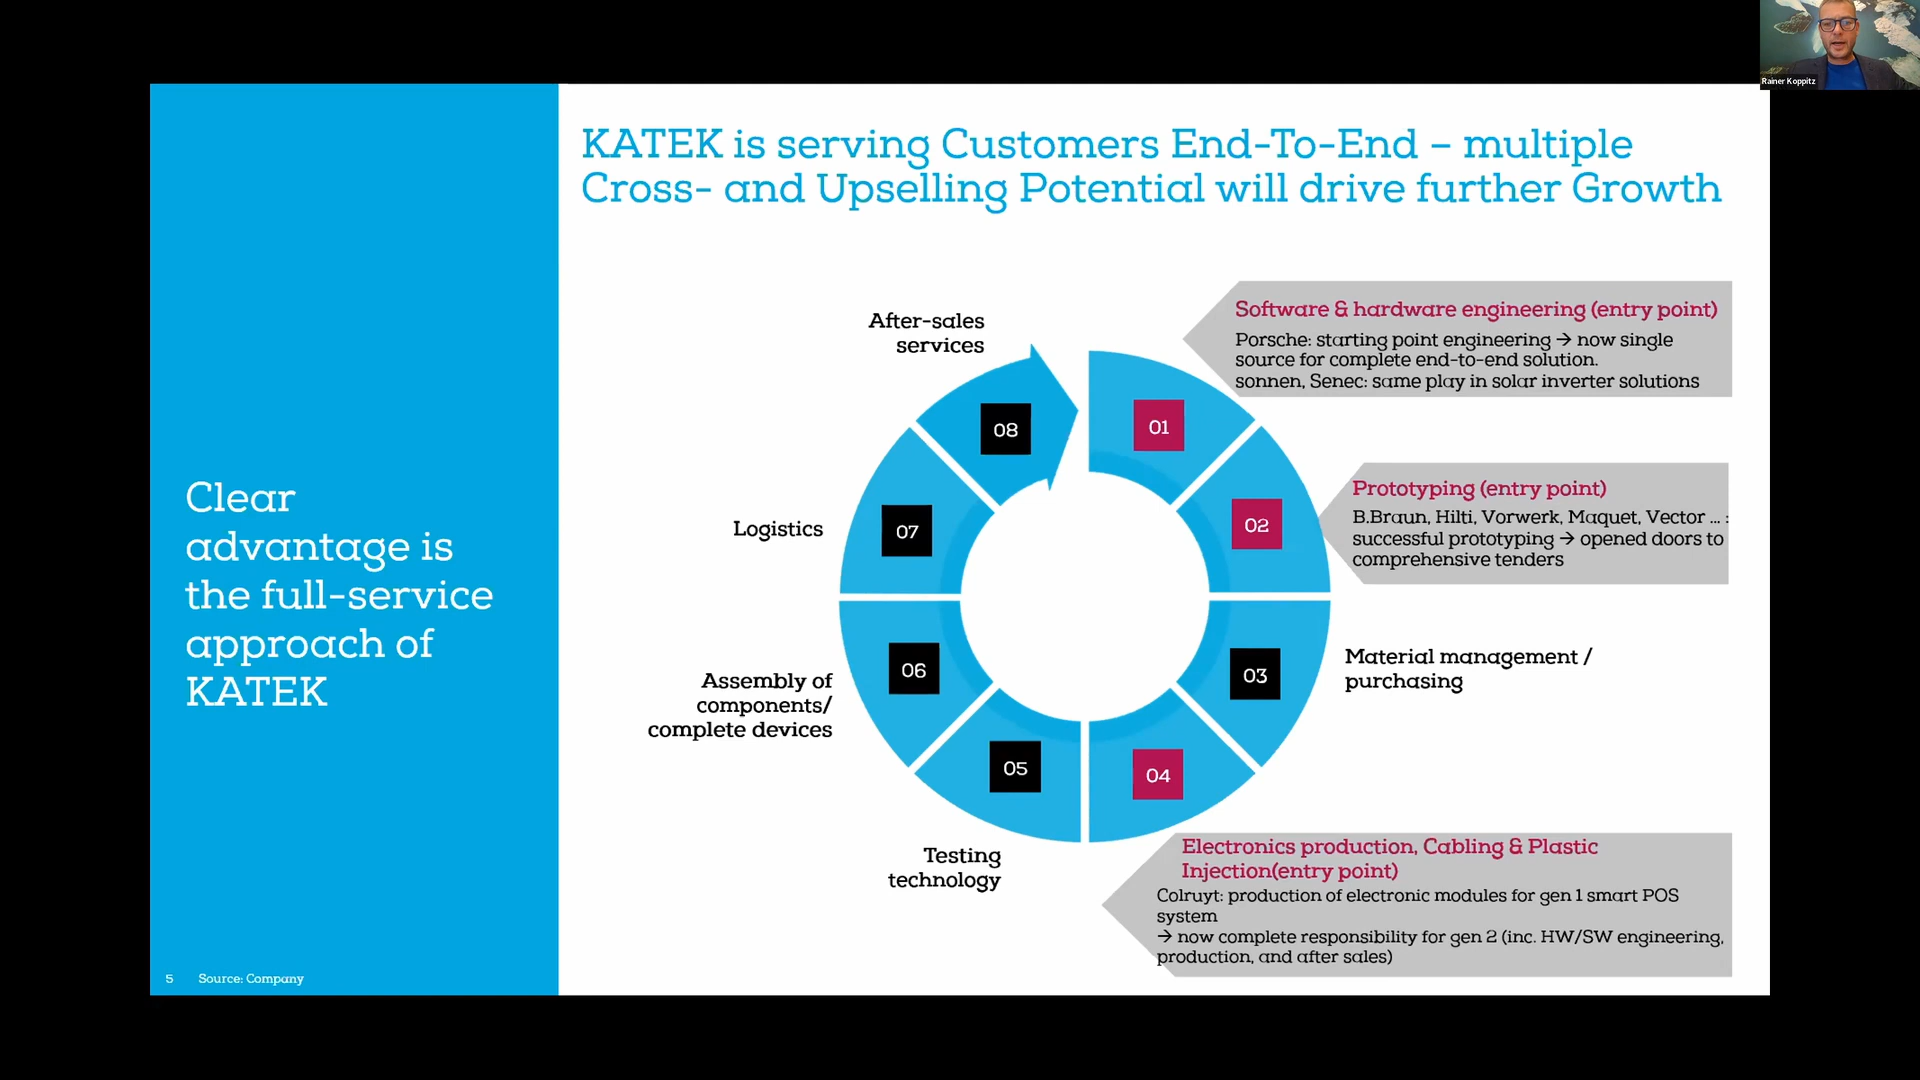 Rainer Koppitz
KATEK is serving Customers End-To-End – multiple
Cross- and Upselling Potential will drive further Growth
Clear
advantage is
the full-service
approach of
KATEK
After-sales
services
Software & hardware engineering (entry point)
Porsche: starting point engineering → now single
source for complete end-to-end solution.
sonnen, Senec: same play in solar inverter solutions
08
01
Logistics
07
02
Prototyping (entry point)
B.Braun, Hilti, Vorwerk, Maquet, Vector ... :
successful prototyping → opened doors to
comprehensive tenders
Assembly of
components/
complete devices
06
03
Material management /
purchasing
05
04
Testing
technology
Electronics production, Cabling & Plastic
Injection(entry point)
Colruyt: production of electronic modules for gen 1 smart POS
system
→ now complete responsibility for gen 2 (inc. HW/SW engineering,
production, and after sales)
5 Source: Company